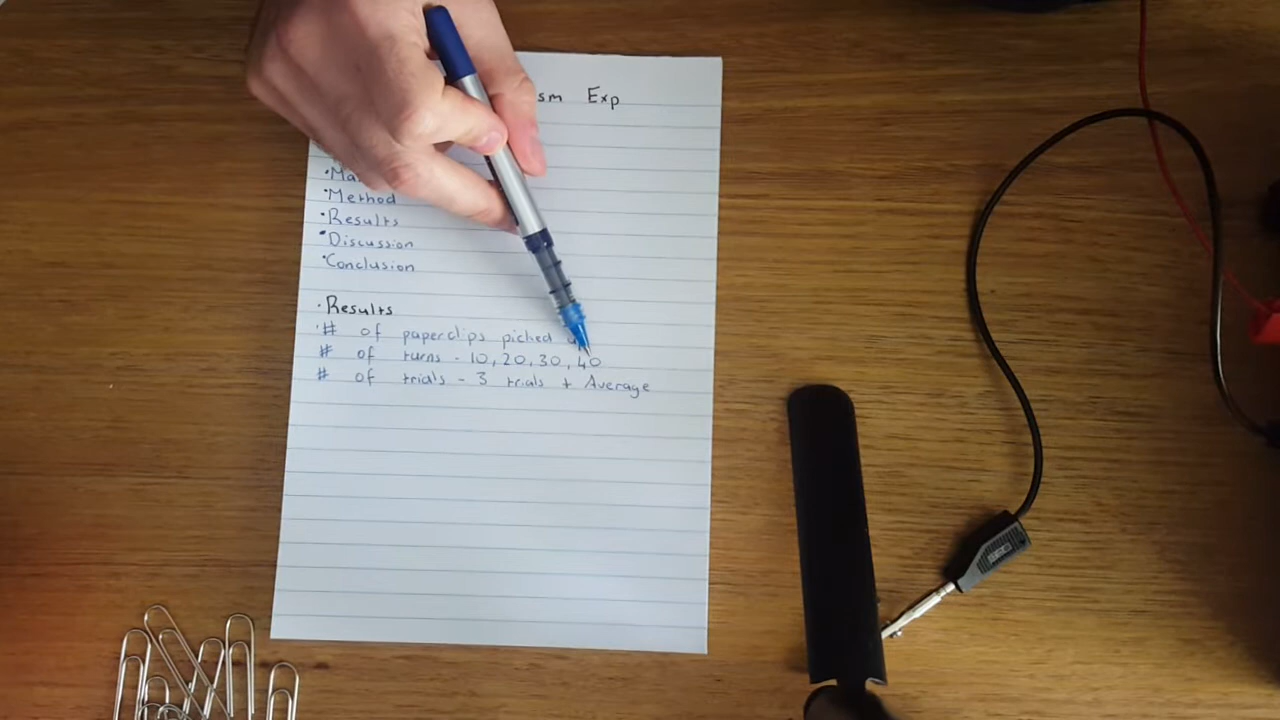 Exp
• Method
• Results
• Discussion
• Conclusion
• Results
• # of paperclips picked
# of turns - 10, 20, 30, 40
# of trials - 3 trials + Average